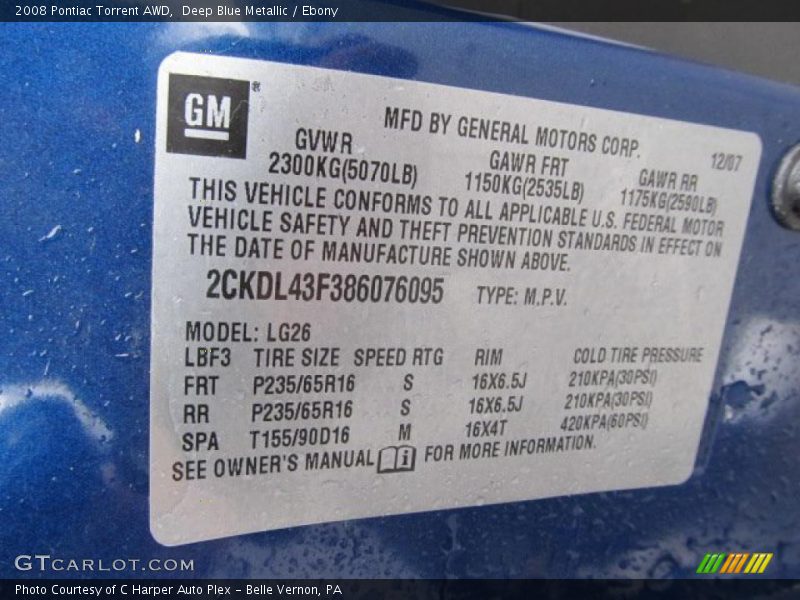 2008 Pontiac Torrent AWD, Deep Blue Metallic / Ebony
GM®
MFD BY GENERAL MOTORS CORP.
12/07
GVWR
GAWR FRT
GAWR RR
2300KG(5070LB)
1150KG(2535LB)
1175KG(2590LB)
THIS VEHICLE CONFORMS TO ALL APPLICABLE U.S. FEDERAL MOTOR
VEHICLE SAFETY AND THEFT PREVENTION STANDARDS IN EFFECT ON
THE DATE OF MANUFACTURE SHOWN ABOVE.
2CKDL43F386076095 TYPE: M.P.V.
MODEL: LG26
LBF3 TIRE SIZE SPEED RTG RIM COLD TIRE PRESSURE
FRT P235/65R16 S 16X6.5J 210KPA(30PSI)
RR P235/65R16 S 16X6.5J 210KPA(30PSI)
SPA T155/90D16 M 16X4T 420KPA(60PSI)
SEE OWNER'S MANUAL i FOR MORE INFORMATION.
GTCARLOT.COM
Photo Courtesy of C Harper Auto Plex – Belle Vernon, PA